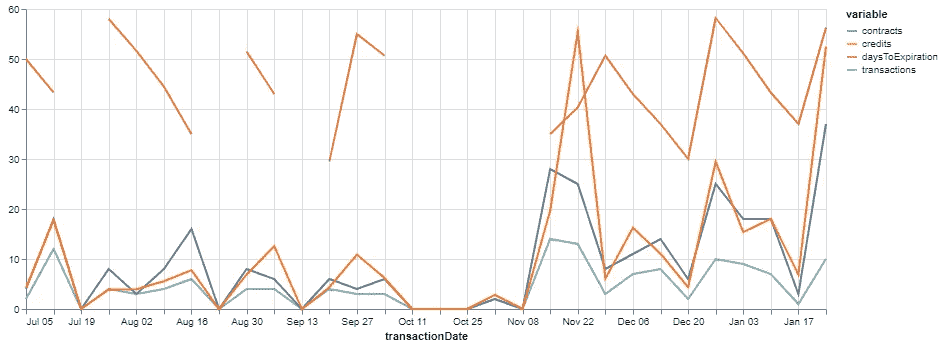 60
50
40
30
20
10
0
Jul 05 Jul 19 Aug 02 Aug 16 Aug 30 Sep 13 Sep 27 Oct 11 Oct 25 Nov 08 Nov 22 Dec 06 Dec 20 Jan 03 Jan 17
transactionDate
variable
contracts
credits
daysToExpiration
transactions